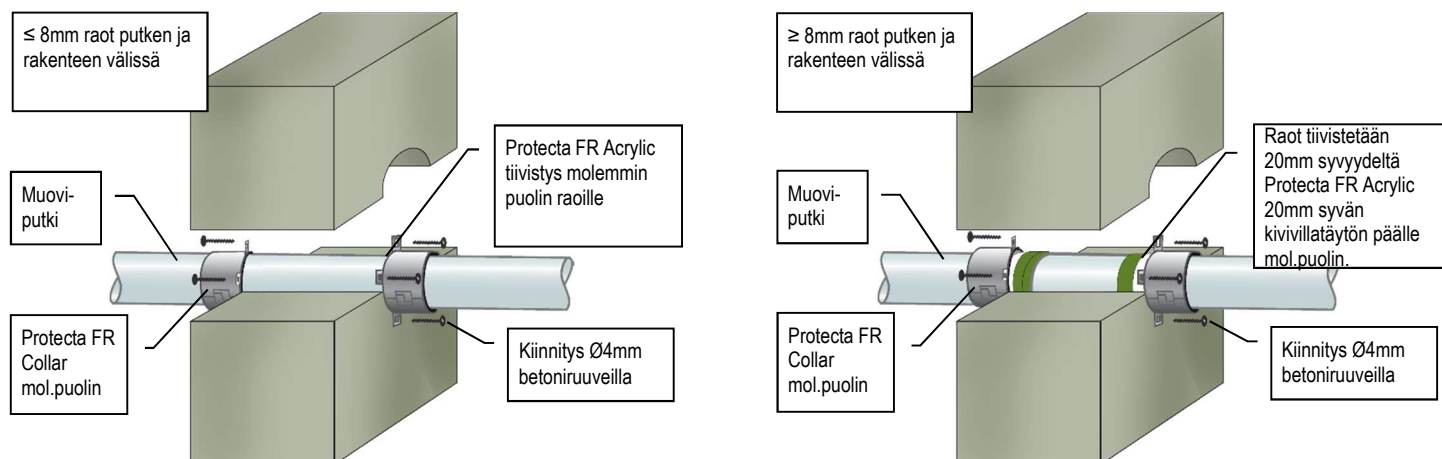 ≤ 8mm raot putken ja
rakenteen välissä
Protecta FR Acrylic
tiivistys molemmin
puolin raoille
Muovi-
putki
Protecta FR
Collar
mol.puolin
Kiinnitys Ø4mm
betoniruuveilla
≥ 8mm raot putken ja
rakenteen välissä
Raot tiivistetään
20mm syvyydeltä
Protecta FR Acrylic
20mm syvän
kivivillatäytön päälle
mol.puolin.
Muovi-
putki
Protecta FR
Collar
mol.puolin
Kiinnitys Ø4mm
betoniruuveilla